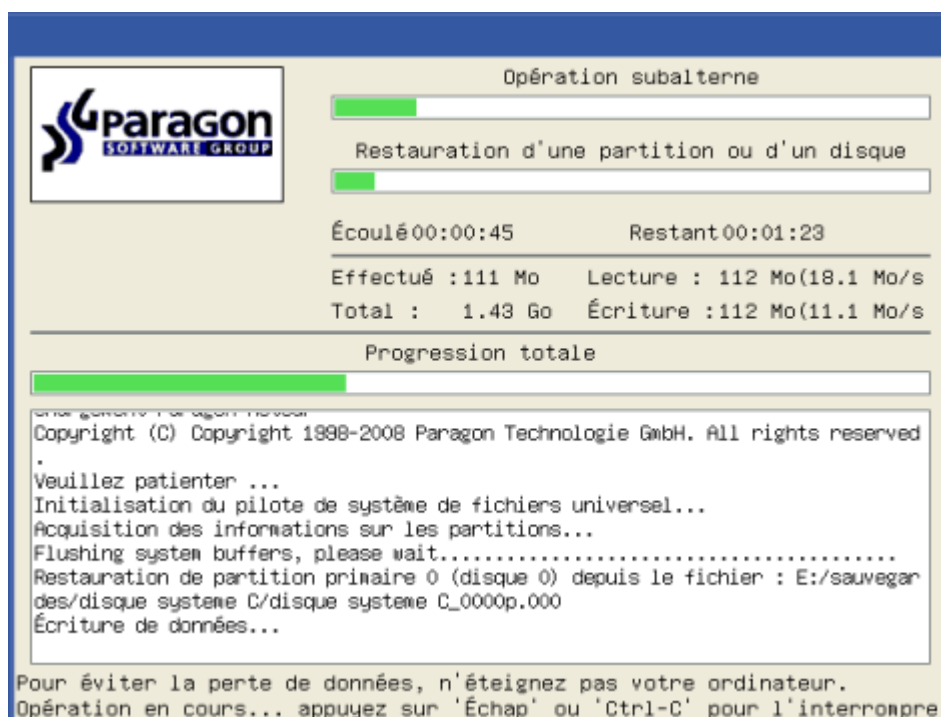 Opération subalterne
Paragon
SOFTWARE GROUP
Restauration d'une partition ou d'un disque
Écoulé 00:00:45 Restant 00:01:23
Effectué : 111 Mo Lecture : 112 Mo(18.1 Mo/s
Total : 1.43 Go Écriture : 112 Mo(11.1 Mo/s
Progression totale
Copyright (C) Copyright 1998-2008 Paragon Technologie GmbH. All rights reserved
.
Veuillez patienter ...
Initialisation du pilote de système de fichiers universel...
Acquisition des informations sur les partitions...
Flushing system buffers, please wait.........................................
Restauration de partition primaire 0 (disque 0) depuis le fichier : E:/sauvegar
des/disque systeme C/disque systeme C_0000p.000
Écriture de données...
Pour éviter la perte de données, n'éteignez pas votre ordinateur.
Opération en cours... appuyez sur 'Échap' ou 'Ctrl-C' pour l'interrompre